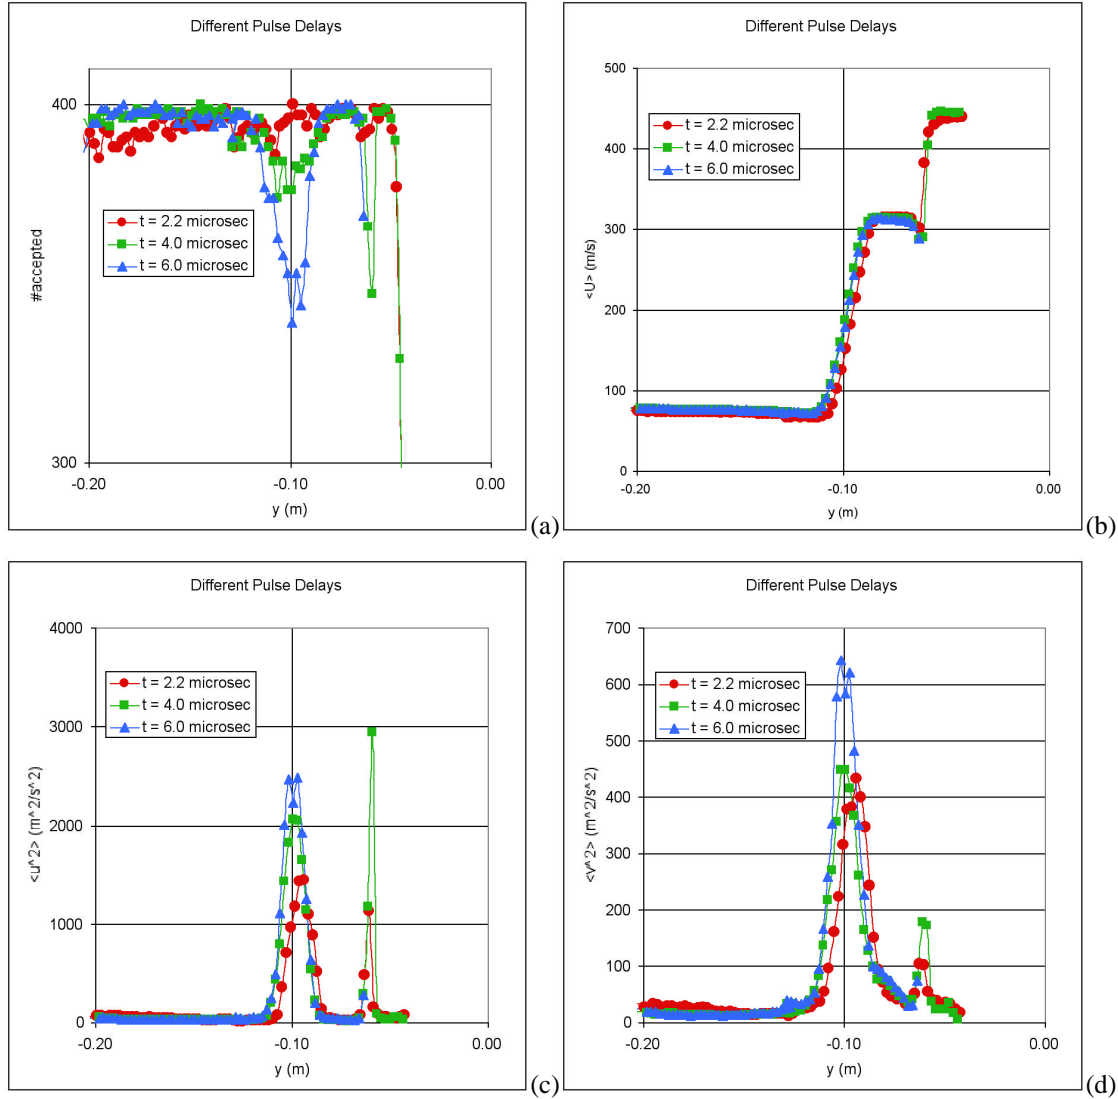 Different Pulse Delays
400
300
#accepted
t = 2.2 microsec
t = 4.0 microsec
t = 6.0 microsec
-0.20
-0.10
0.00
y (m)
(a)
Different Pulse Delays
500
400
300
200
100
0
<U> (m/s)
t = 2.2 microsec
t = 4.0 microsec
t = 6.0 microsec
-0.20
-0.10
0.00
y (m)
(b)
Different Pulse Delays
4000
3000
2000
1000
0
<u^2> (m^2/s^2)
t = 2.2 microsec
t = 4.0 microsec
t = 6.0 microsec
-0.20
-0.10
0.00
y (m)
(c)
Different Pulse Delays
700
600
500
400
300
200
100
0
<v^2> (m^2/s^2)
t = 2.2 microsec
t = 4.0 microsec
t = 6.0 microsec
-0.20
-0.10
0.00
y (m)
(d)